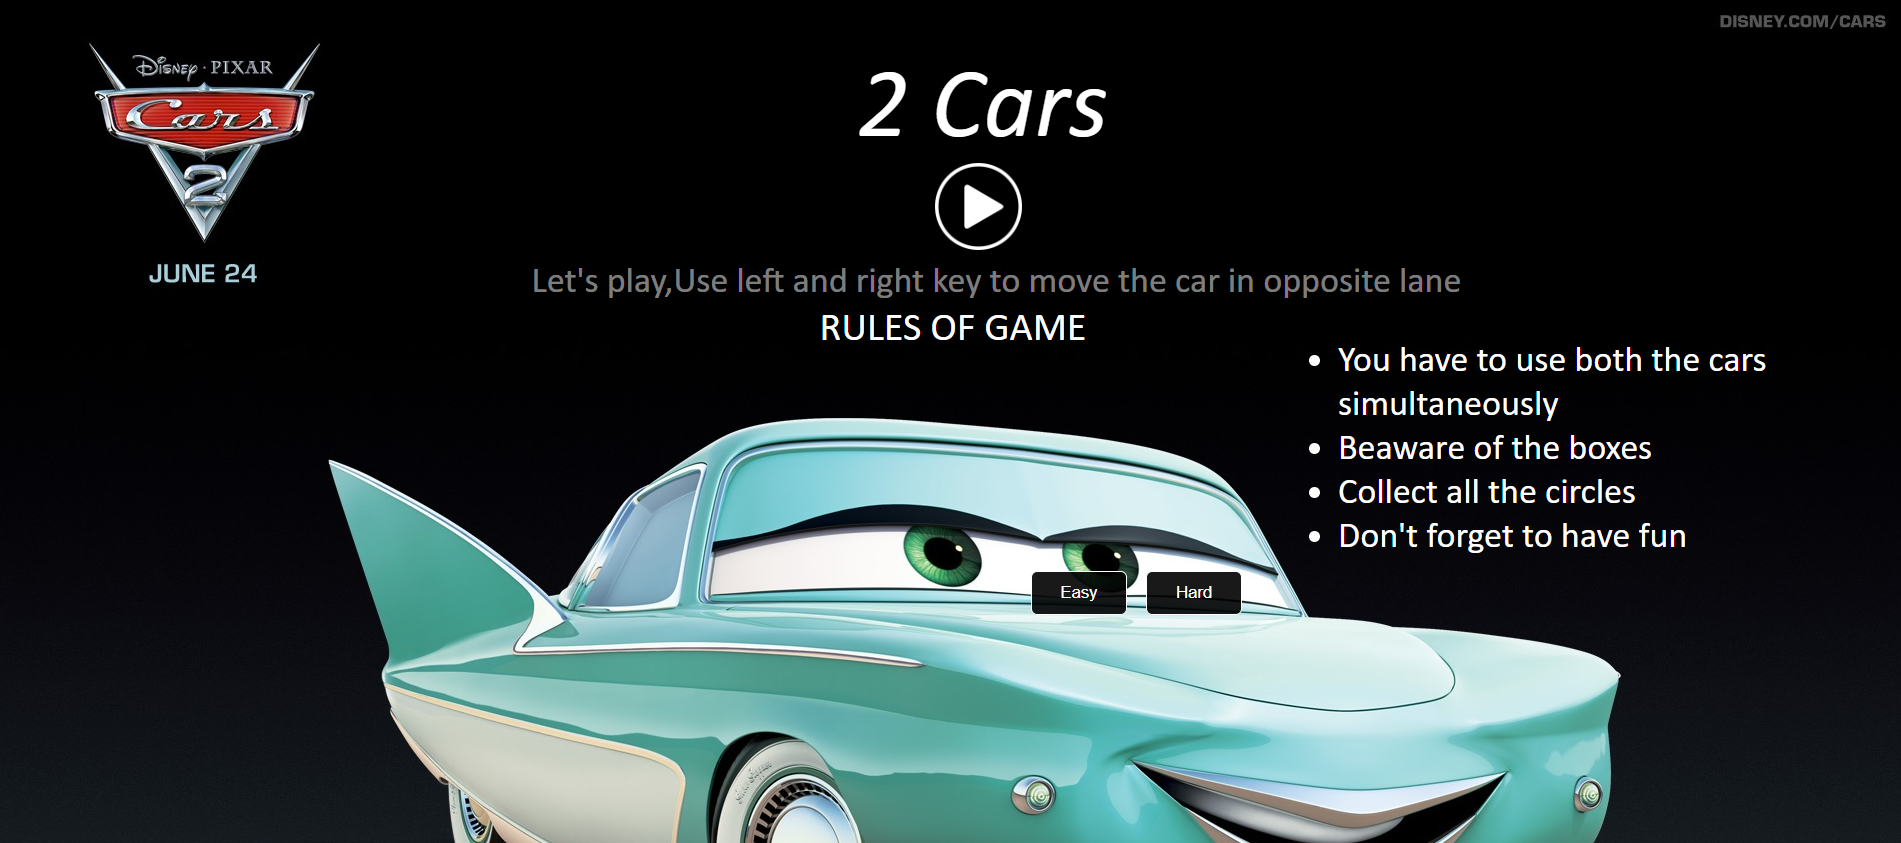 DISNEY.COM/CARS
Disney · PIXAR
Cars
2
JUNE 24
2 Cars
Let's play,Use left and right key to move the car in opposite lane
RULES OF GAME
• You have to use both the cars
simultaneously
• Beaware of the boxes
• Collect all the circles
• Don't forget to have fun
Easy
Hard